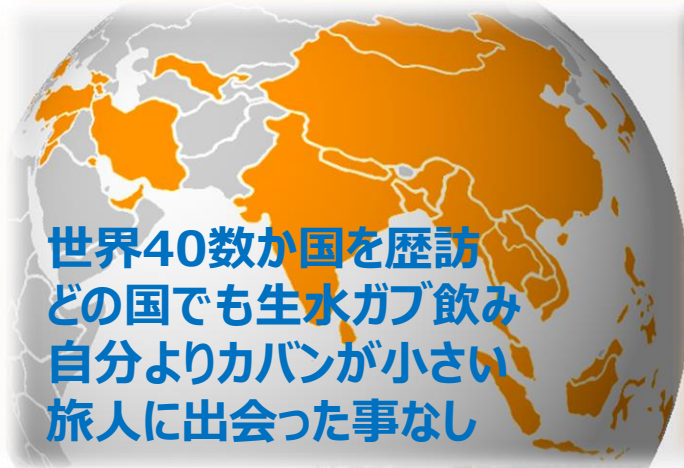 世界40数か国を歴訪
どの国でも生水ガブ飲み
自分よりカバンが小さい
旅人に出会った事なし